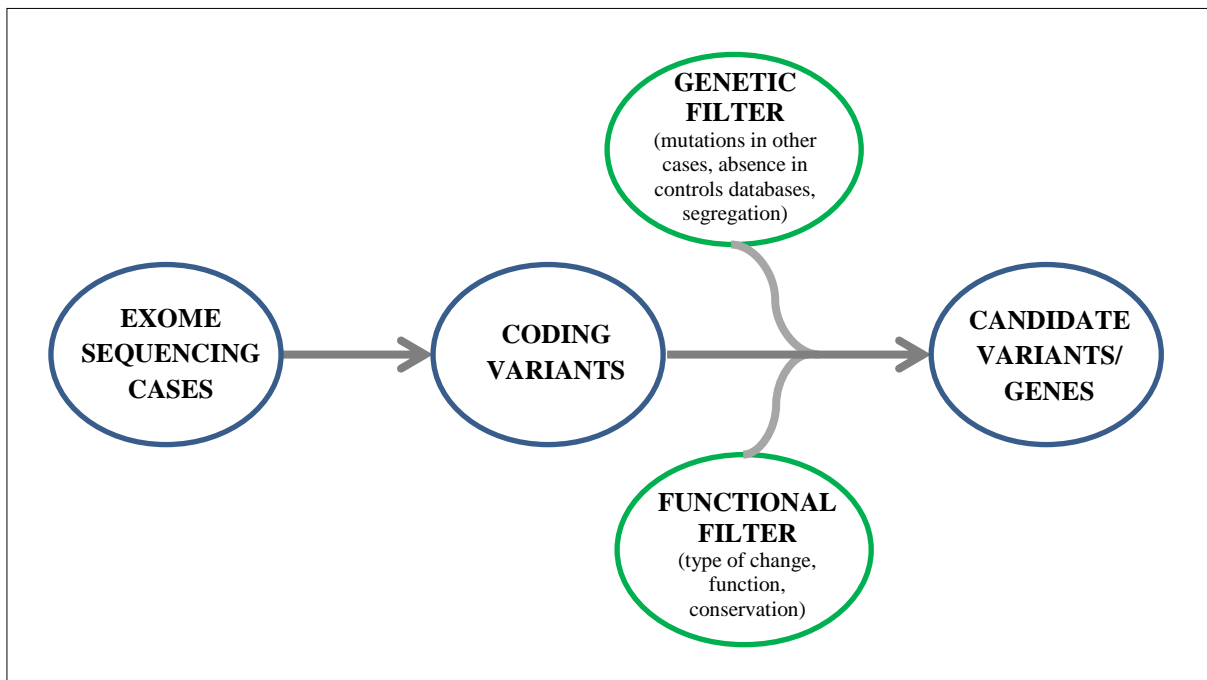 GENETIC
FILTER
(mutations in other
cases, absence in
controls databases,
segregation)
EXOME
SEQUENCING
CASES
CODING
VARIANTS
CANDIDATE
VARIANTS/
GENES
FUNCTIONAL
FILTER
(type of change,
function,
conservation)